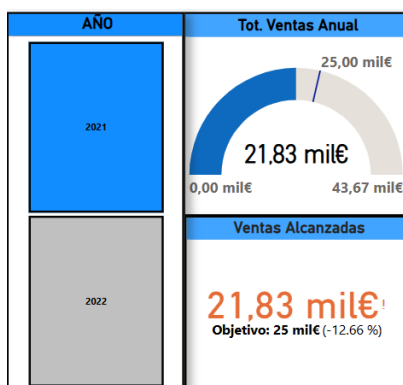 AÑO
2021
2022
Tot. Ventas Anual
25,00 mil€
21,83 mil€
0,00 mil€
43,67 mil€
Ventas Alcanzadas
21,83 mil€!
Objetivo: 25 mil€ (-12.66 %)